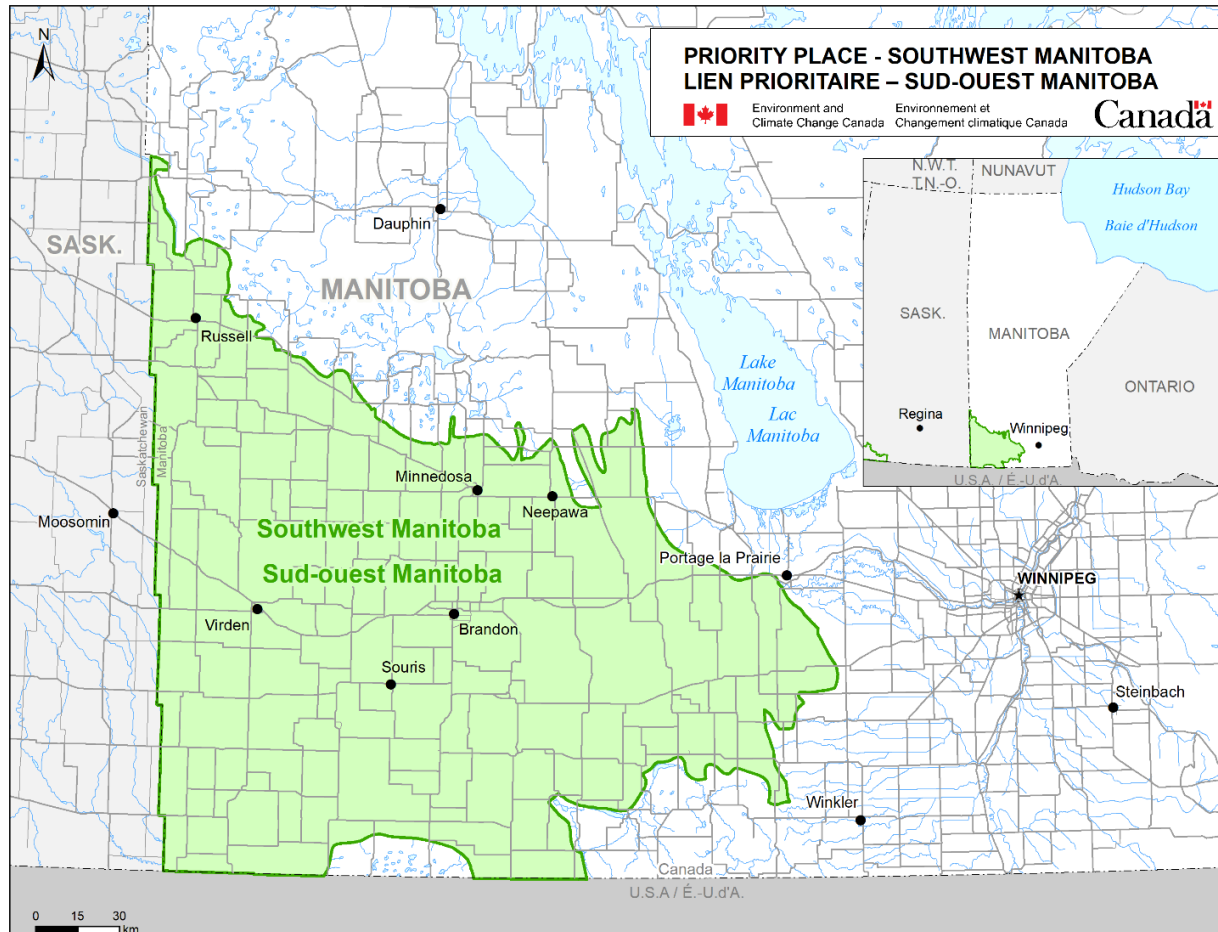 N
PRIORITY PLACE - SOUTHWEST MANITOBA
LIEN PRIORITAIRE – SUD-OUEST MANITOBA
Environment and
Climate Change Canada
Environnement et
Changement climatique Canada
Canada
N.W.T.
T.N.-O.
NUNAVUT
Hudson Bay
Baie d'Hudson
SASK.
MANITOBA
ONTARIO
Regina
Winnipeg
U.S.A. / É.-U.d'A.
SASK.
Dauphin
MANITOBA
Russell
Lake
Manitoba
Lac
Manitoba
Saskatchewan
Manitoba
Minnedosa
Neepawa
Moosomin
Southwest Manitoba
Sud-ouest Manitoba
Portage la Prairie
WINNIPEG
Virden
Brandon
Souris
Steinbach
Winkler
Canada
U.S.A / É.-U.d'A.
0 15 30
km